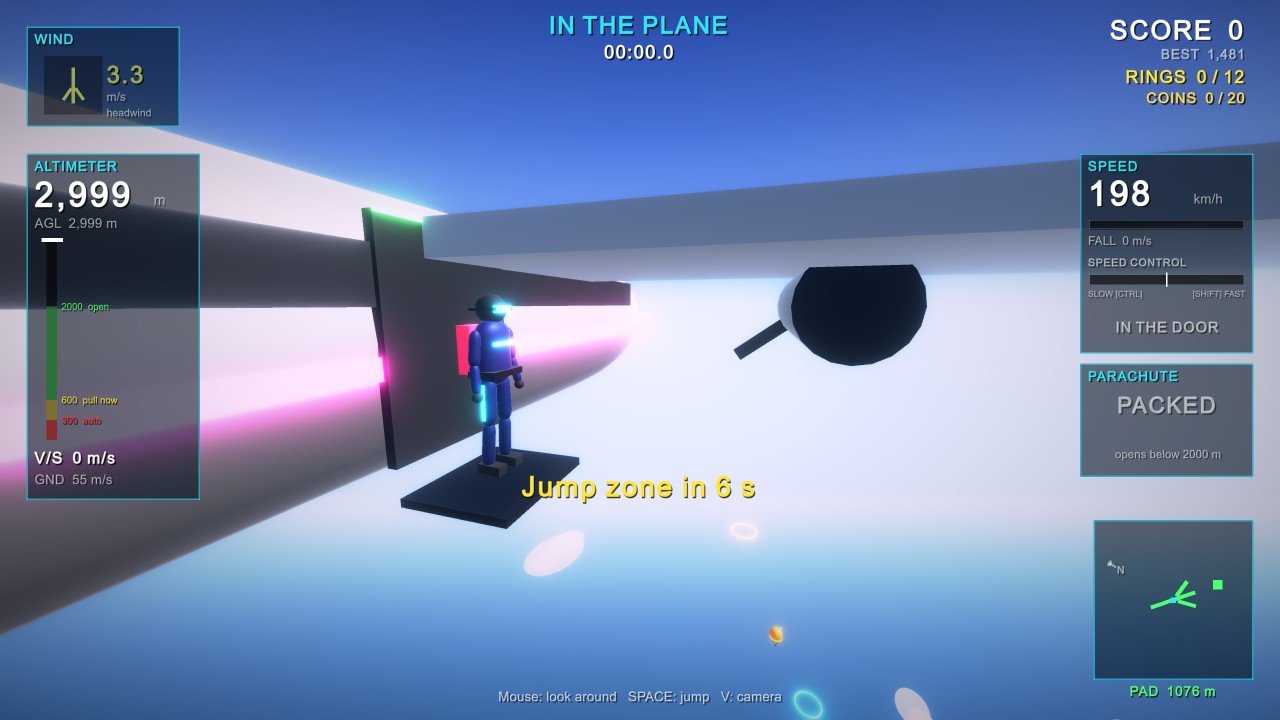 IN THE PLANE
00:00.0
WIND
3.3
m/s
headwind
SCORE 0
BEST 1,481
RINGS 0 / 12
COINS 0 / 20
ALTIMETER
2,999 m
AGL 2,999 m
2000 open
600 pull now
300 auto
V/S 0 m/s
GND 55 m/s
SPEED
198 km/h
FALL 0 m/s
SPEED CONTROL
SLOW [CTRL] [SHIFT] FAST
IN THE DOOR
PARACHUTE
PACKED
opens below 2000 m
Jump zone in 6 s
N
PAD 1076 m
Mouse: look around SPACE: jump V: camera